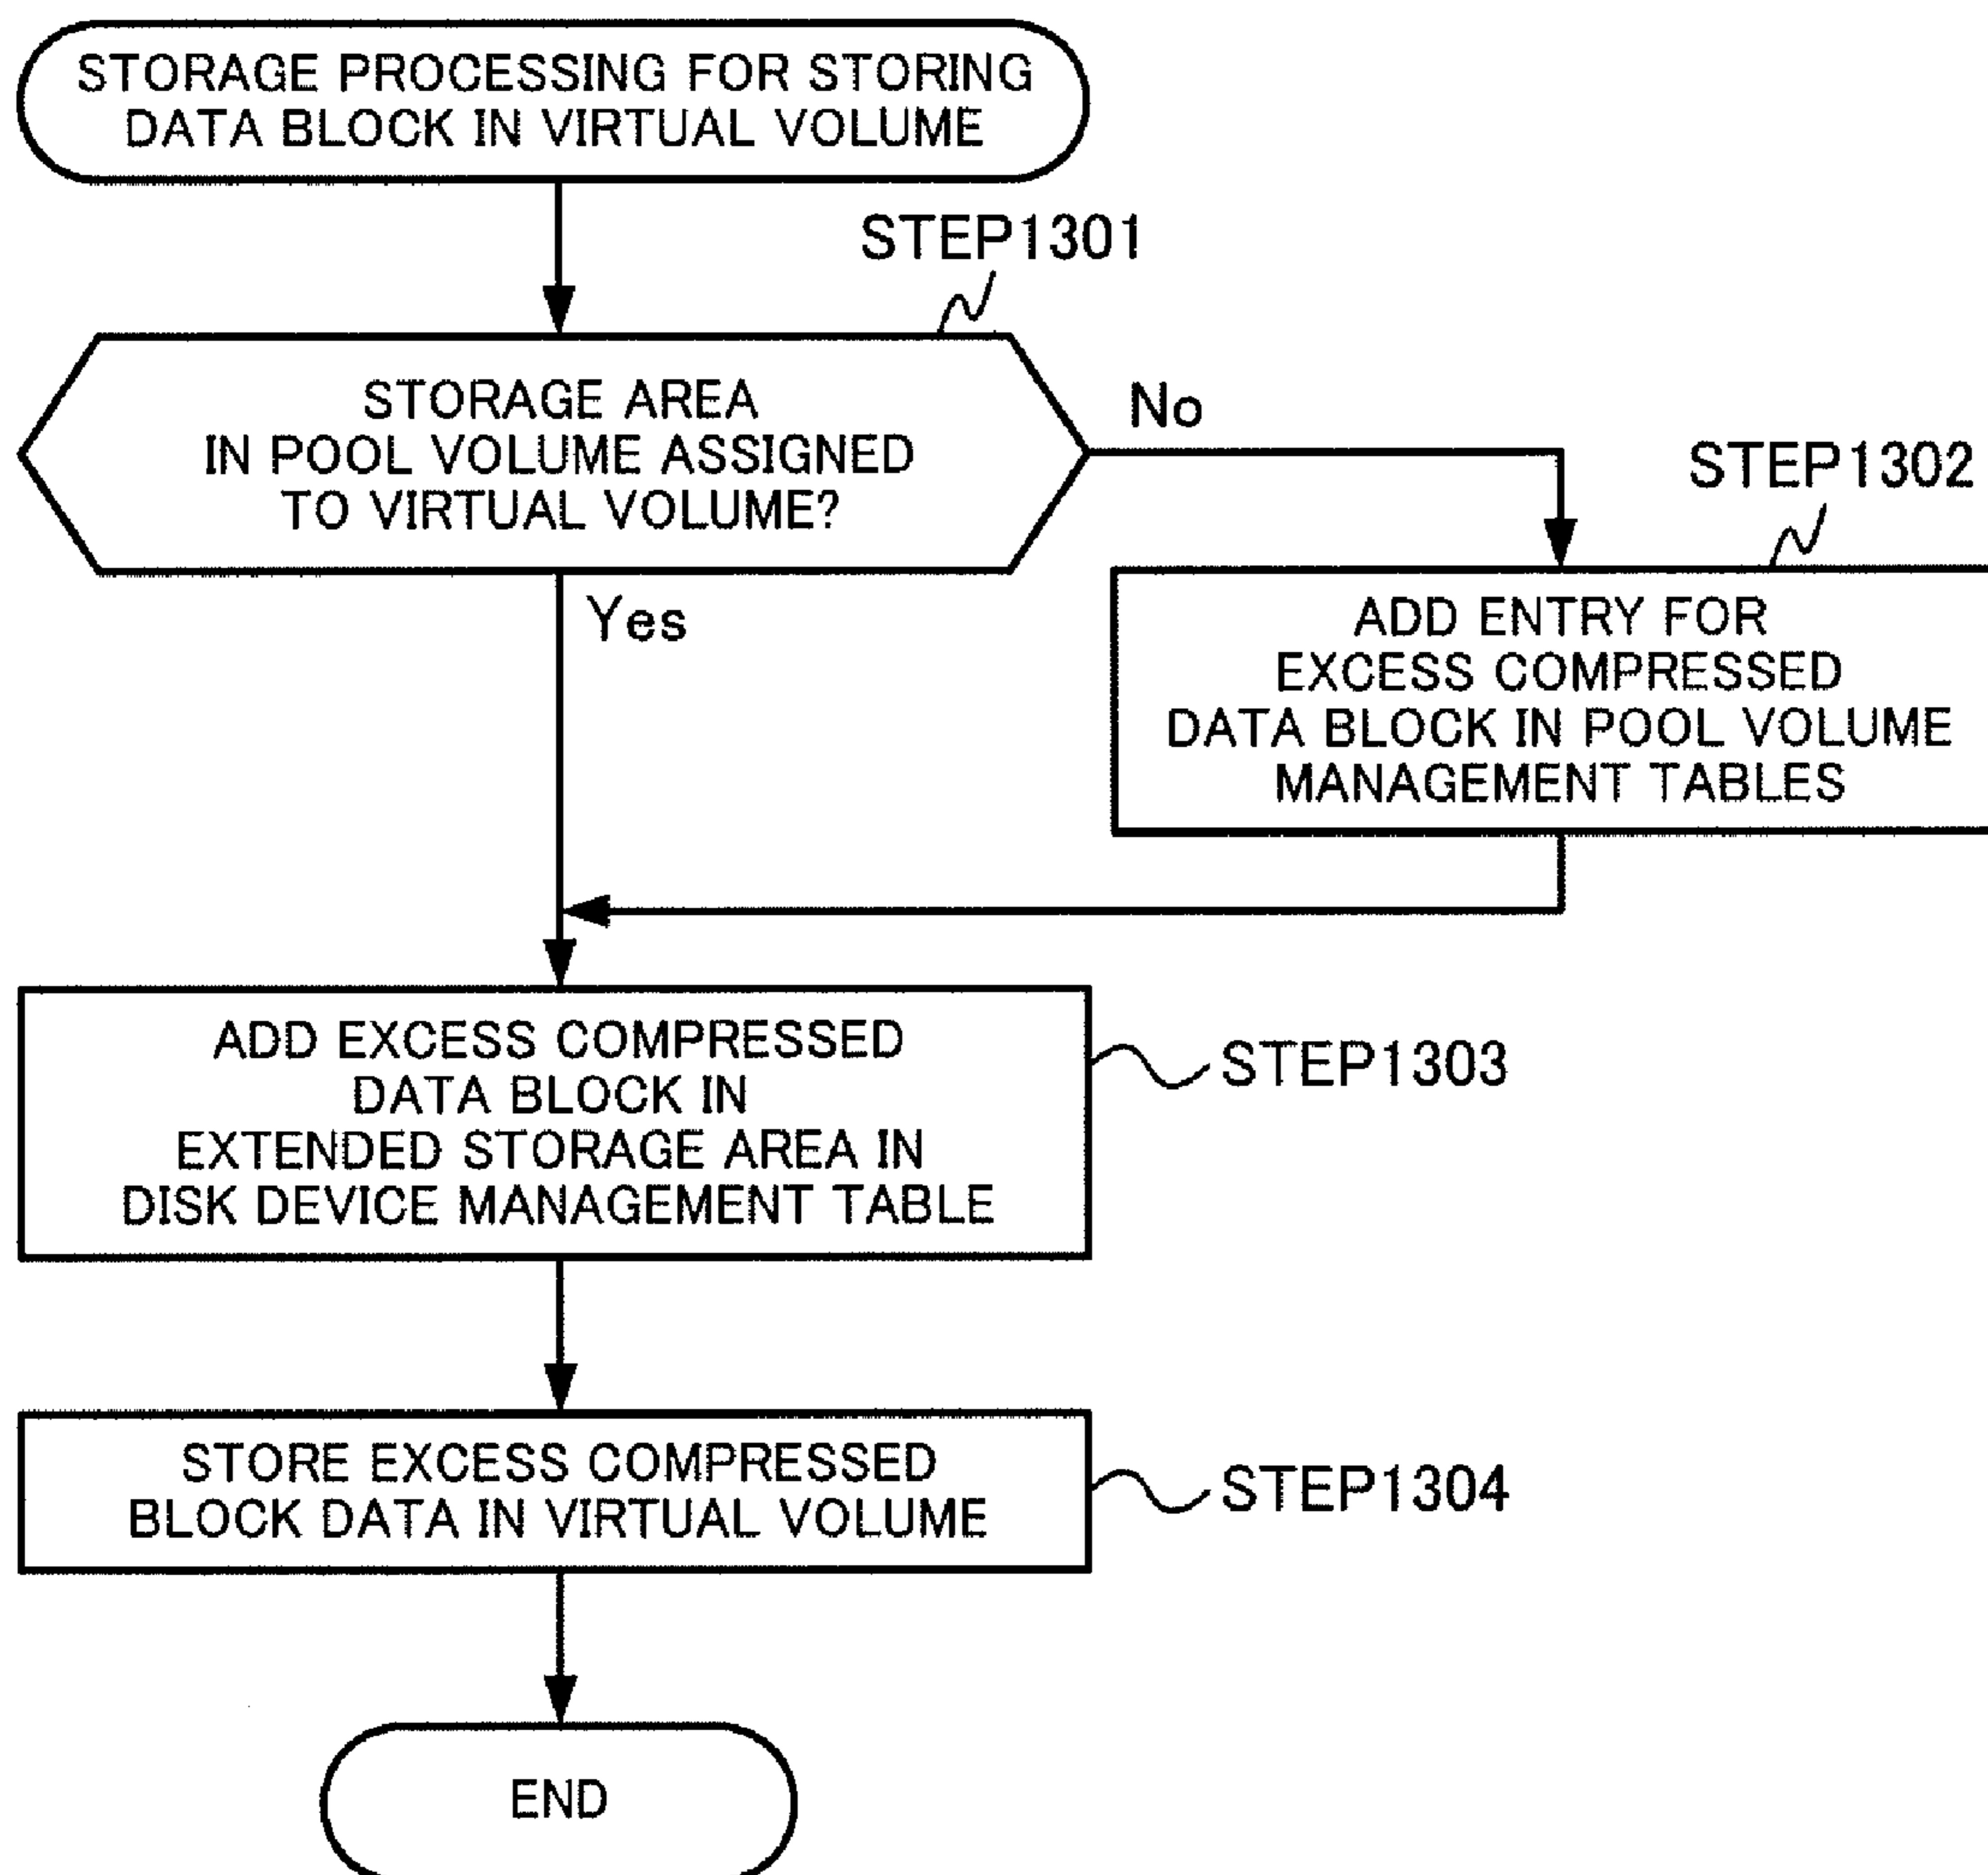 STORAGE PROCESSING FOR STORING
DATA BLOCK IN VIRTUAL VOLUME
STEP1301
STORAGE AREA
IN POOL VOLUME ASSIGNED
TO VIRTUAL VOLUME?
No
STEP1302
Yes
ADD ENTRY FOR
EXCESS COMPRESSED
DATA BLOCK IN POOL VOLUME
MANAGEMENT TABLES
ADD EXCESS COMPRESSED
DATA BLOCK IN
EXTENDED STORAGE AREA IN
DISK DEVICE MANAGEMENT TABLE
STEP1303
STORE EXCESS COMPRESSED
BLOCK DATA IN VIRTUAL VOLUME
STEP1304
END